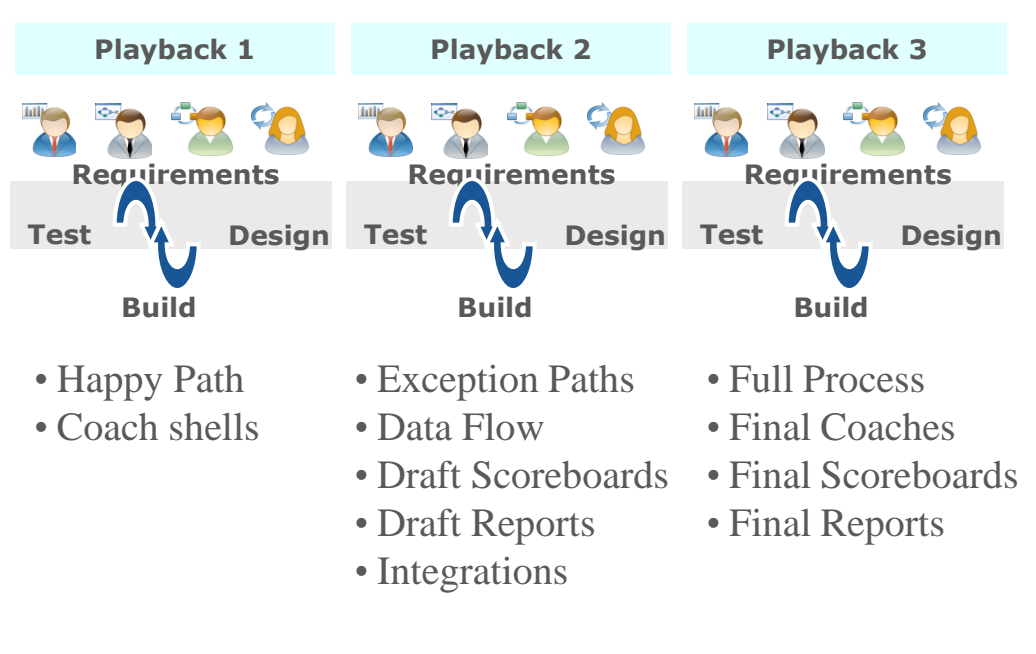 Playback 1
Playback 2
Playback 3
Requirements
Test
Design
Build
Requirements
Test
Design
Build
Requirements
Test
Design
Build
• Happy Path
• Coach shells
• Exception Paths
• Data Flow
• Draft Scoreboards
• Draft Reports
• Integrations
• Full Process
• Final Coaches
• Final Scoreboards
• Final Reports